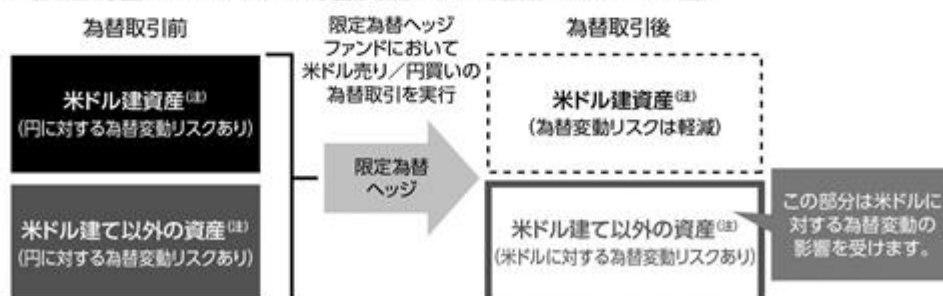 為替取引前
限定為替ヘッジ
ファンドにおいて
米ドル売り／円買いの
為替取引を実行
為替取引後
米ドル建資産(注)
(円に対する為替変動リスクあり)
米ドル建資産(注)
(為替変動リスクは軽減)
限定為替
ヘッジ
米ドル建て以外の資産(注)
(円に対する為替変動リスクあり)
米ドル建て以外の資産(注)
(米ドルに対する為替変動リスクあり)
この部分は米ドルに
対する為替変動の
影響を受けます。